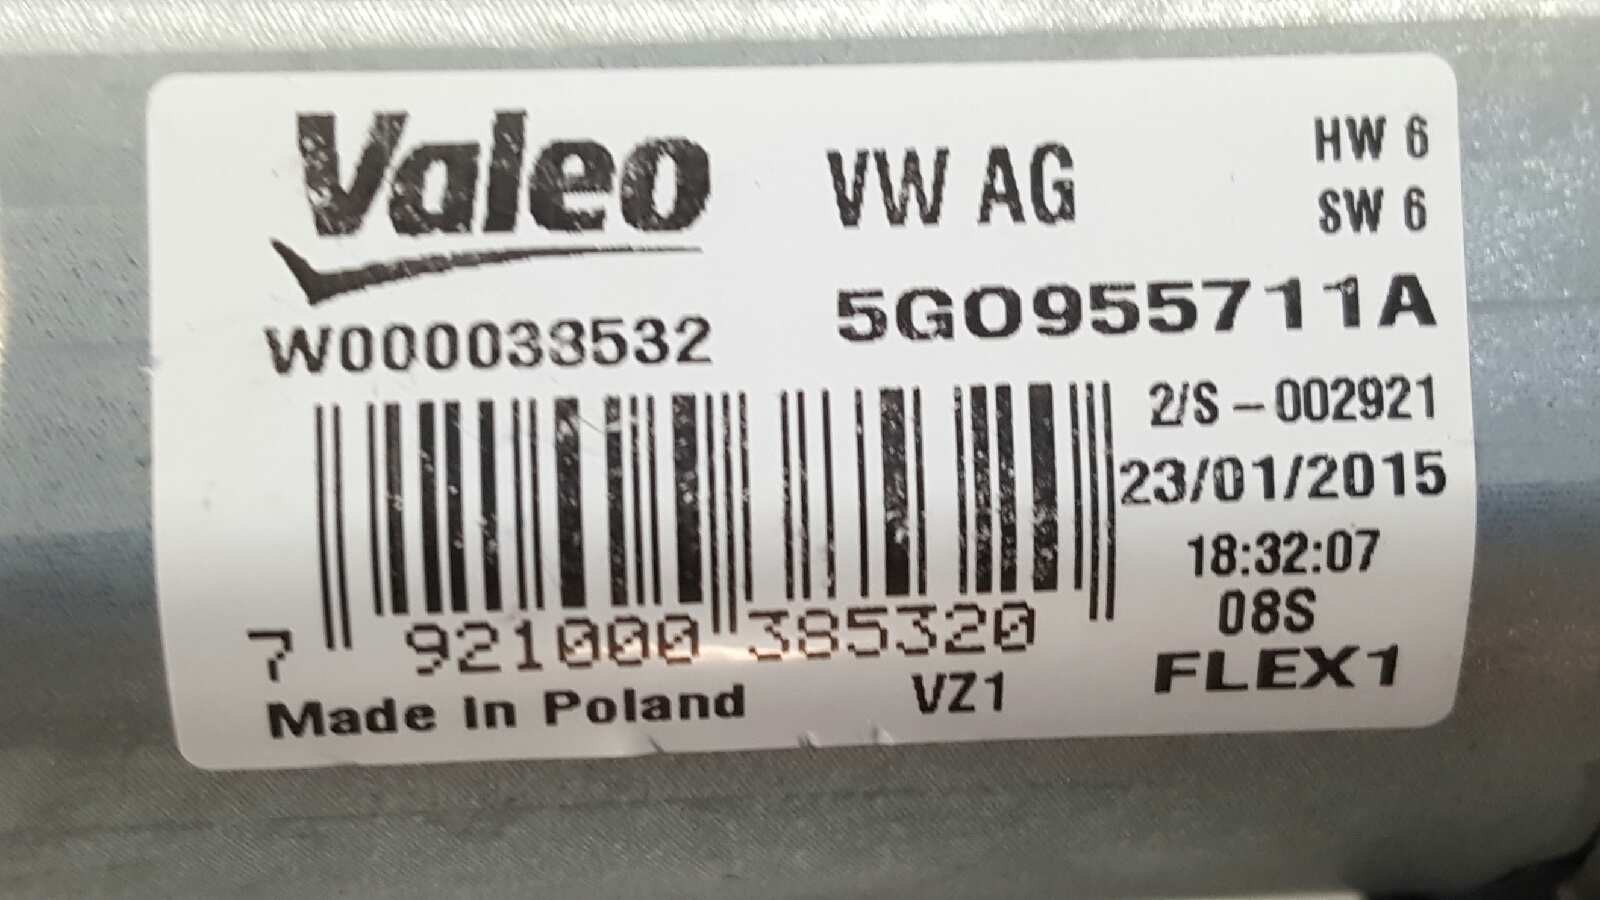 Valeo
VW AG
HW 6
SW 6
W000033532
5G0955711A
2/S - 002921
23/01/2015
18:32:07
08S
7 921000 385320
FLEX1
Made In Poland
VZ1